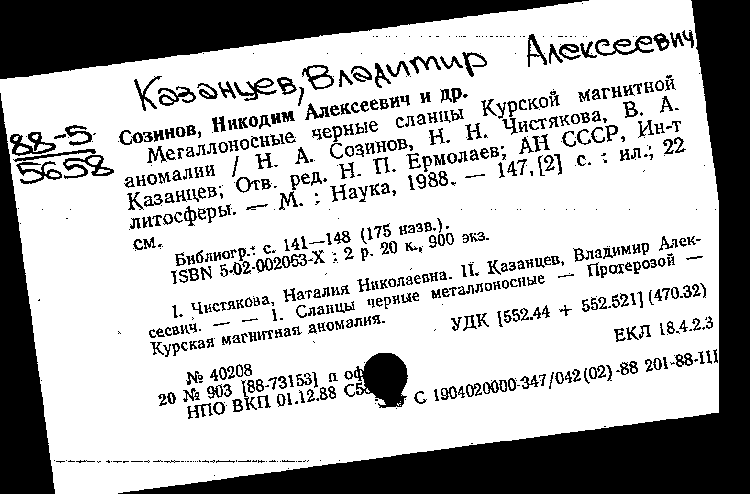 Казанцев, Владимир Алексеевич
88-5
5658
Созинов, Никодим Алексеевич и др.
Металлоносные черные сланцы Курской магнитной
аномалии / Н. А. Созинов, Н. Н. Чистякова, В. А.
Казанцев; Отв. ред. Н. П. Ермолаев; АН СССР, Ин-т
литосферы. — М. : Наука, 1988. — 147,[2] с. : ил.; 22
см.
Библиогр.: с. 141—148 (175 назв.).
ISBN 5-02-002063-X : 2 р. 20 к., 900 экз.
I. Чистякова, Наталия Николаевна. II. Казанцев, Владимир Алек-
сеевич. — — 1. Сланцы черные металлоносные — Протерозой —
Курская магнитная аномалия.
УДК [552.44 + 552.521] (470.32)
ЕКЛ 18.4.2.3
№ 40208
20 № 903 [88-73153] п оф
НПО ВКП 01.12.88 С 1904020000-347/042(02)-88 201-88-III